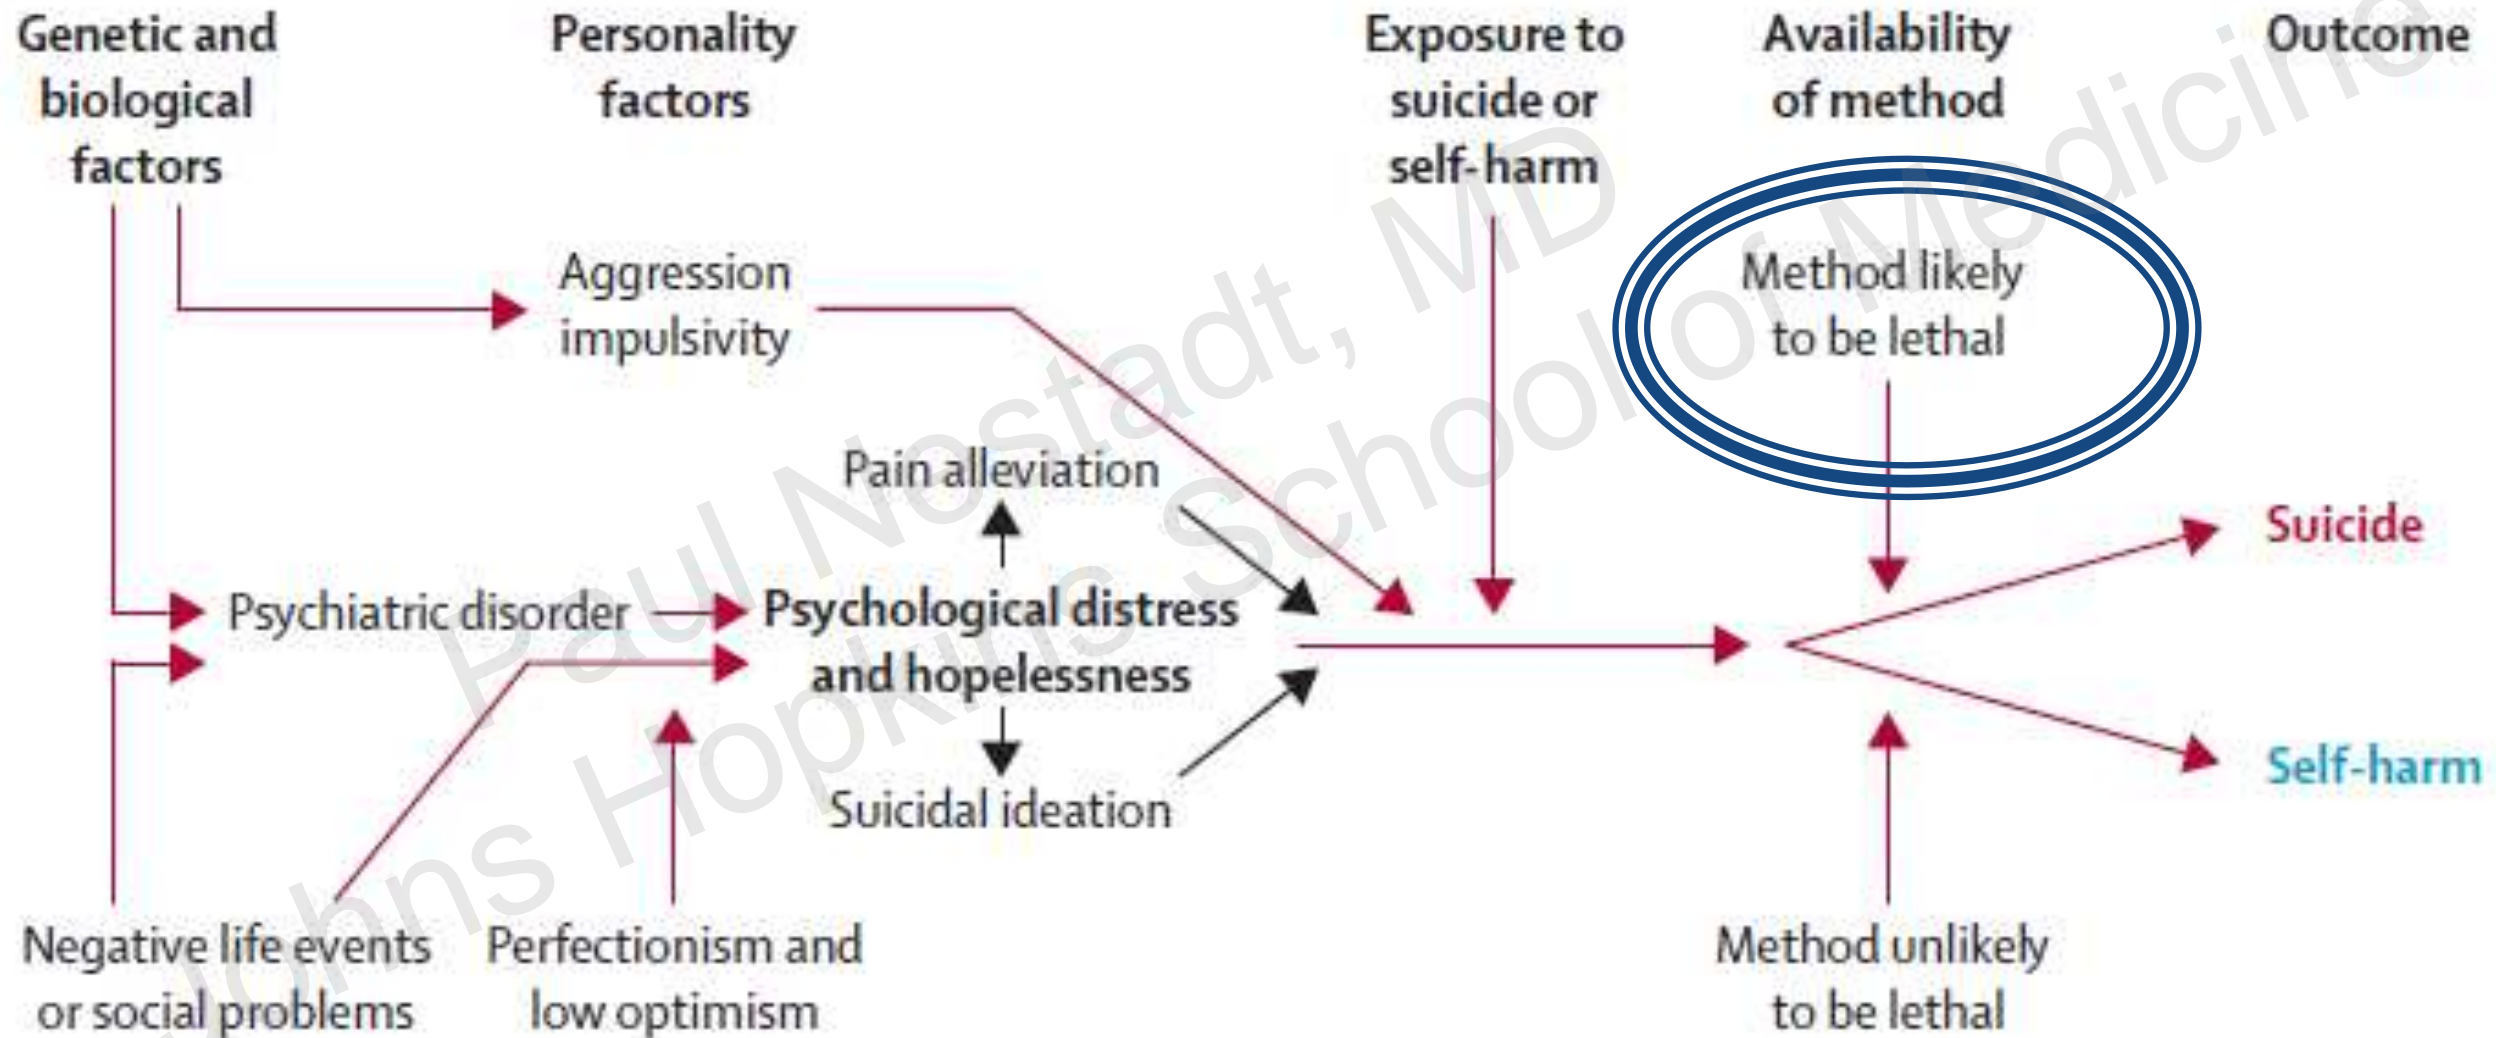 Genetic and
biological
factors
Personality
factors
Exposure to
suicide or
self-harm
Availability
of method
Outcome
Aggression
impulsivity
Method likely
to be lethal
Pain alleviation
Suicide
Psychiatric disorder
Psychological distress
and hopelessness
Suicidal ideation
Self-harm
Negative life events
or social problems
Perfectionism and
low optimism
Method unlikely
to be lethal
Paul Nostadt, MD
Johns Hopkins School of Medicine